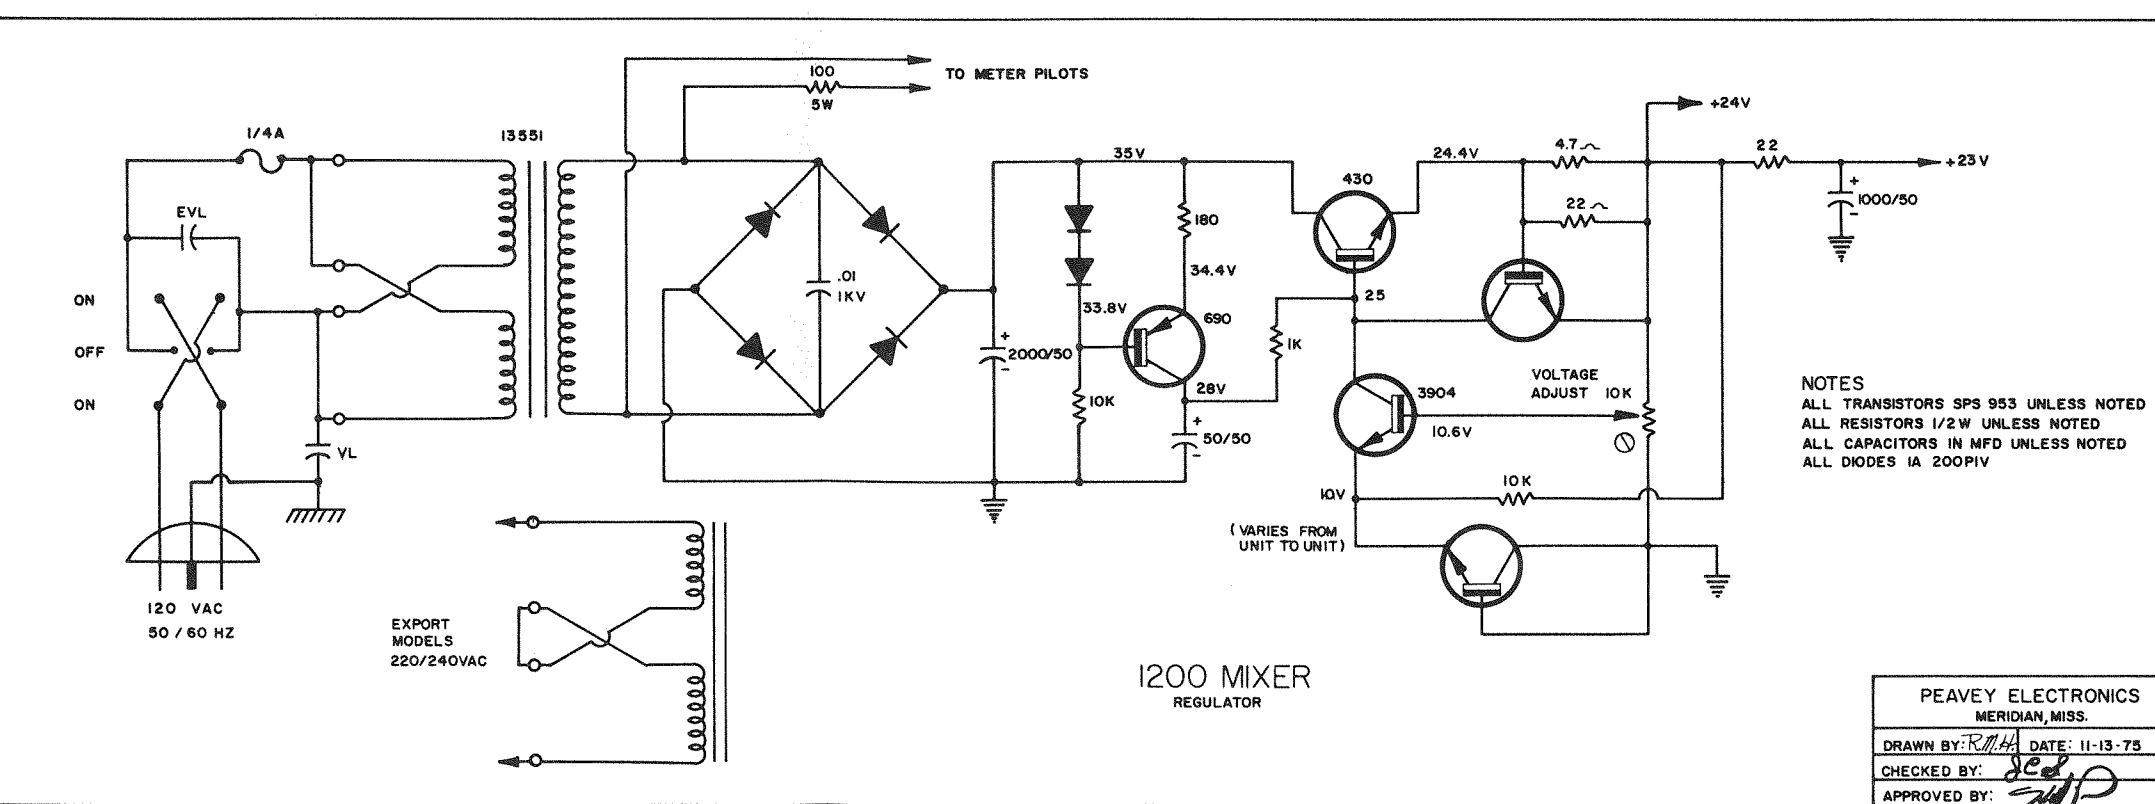 TO METER PILOTS
100
5W
+24V
1/4A
13551
35V
24.4V
4.7
22
+23V
430
EVL
22
+
1000/50
-
180
34.4V
.01
1KV
25
ON
33.8V
690
+
2000/50
-
1K
OFF
28V
VOLTAGE
ADJUST 10K
3904
NOTES
ALL TRANSISTORS SPS 953 UNLESS NOTED
ALL RESISTORS 1/2W UNLESS NOTED
ALL CAPACITORS IN MFD UNLESS NOTED
ALL DIODES 1A 200PIV
ON
10K
10.6V
+
50/50
-
VL
10K
10V
(VARIES FROM
UNIT TO UNIT)
120 VAC
50/60 HZ
EXPORT
MODELS
220/240VAC
1200 MIXER
REGULATOR
PEAVEY ELECTRONICS
MERIDIAN, MISS.
DRAWN BY: R.M.H. DATE: 11-13-75
CHECKED BY:
APPROVED BY: